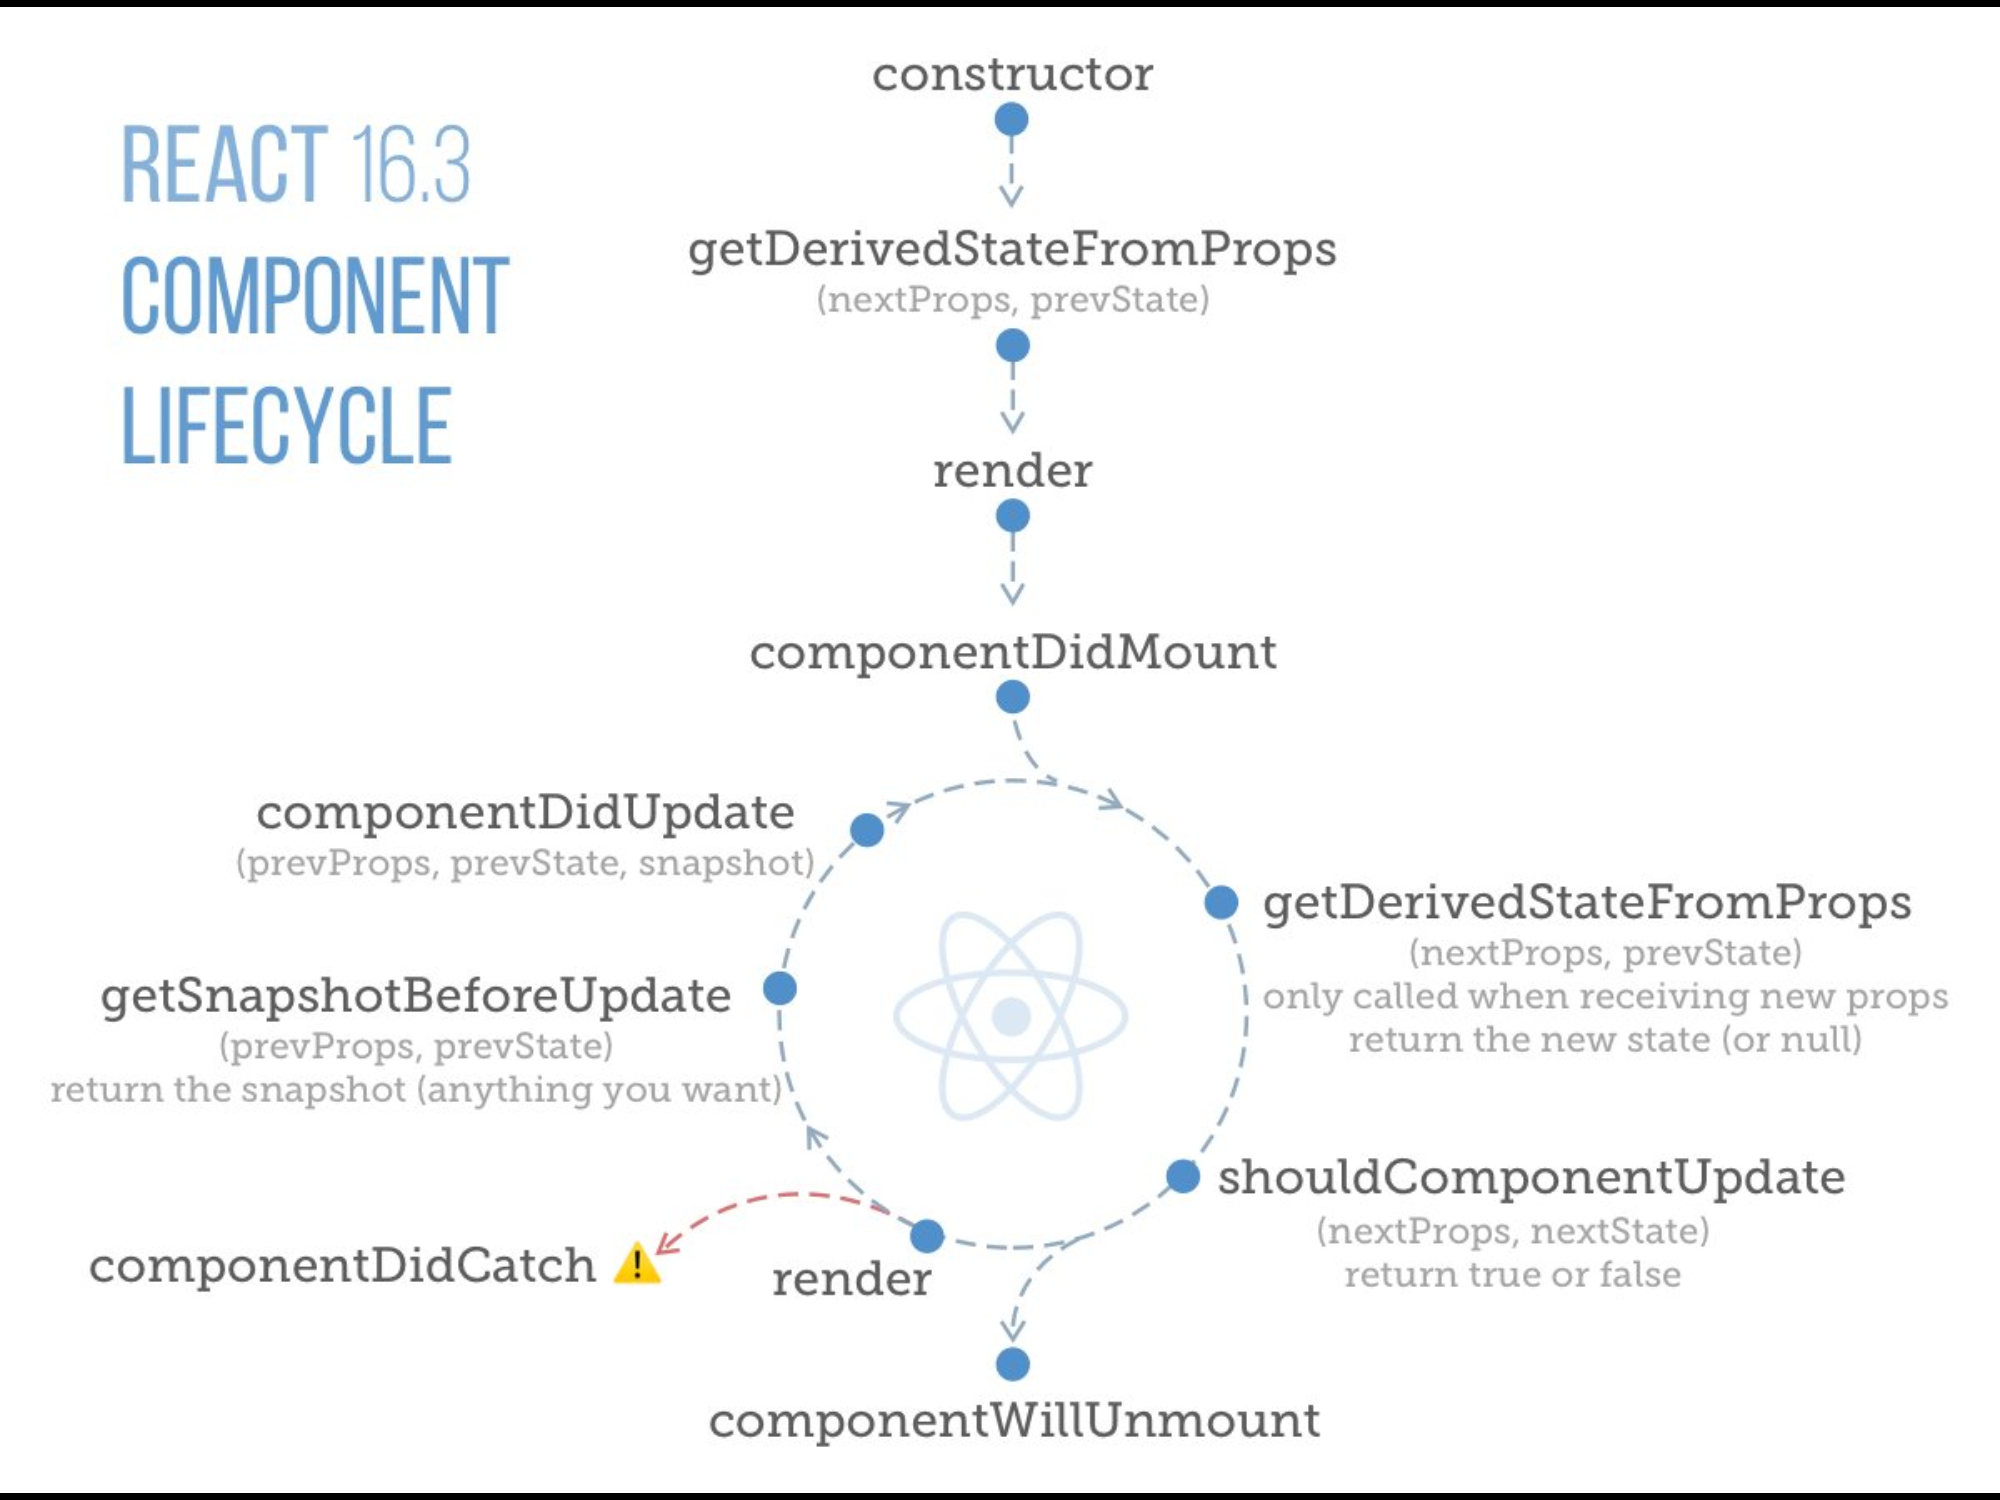 REACT 16.3
COMPONENT
LIFECYCLE
constructor
getDerivedStateFromProps
(nextProps, prevState)
render
componentDidMount
componentDidUpdate
(prevProps, prevState, snapshot)
getDerivedStateFromProps
(nextProps, prevState)
only called when receiving new props
return the new state (or null)
getSnapshotBeforeUpdate
(prevProps, prevState)
return the snapshot (anything you want)
shouldComponentUpdate
(nextProps, nextState)
return true or false
componentDidCatch
render
componentWillUnmount